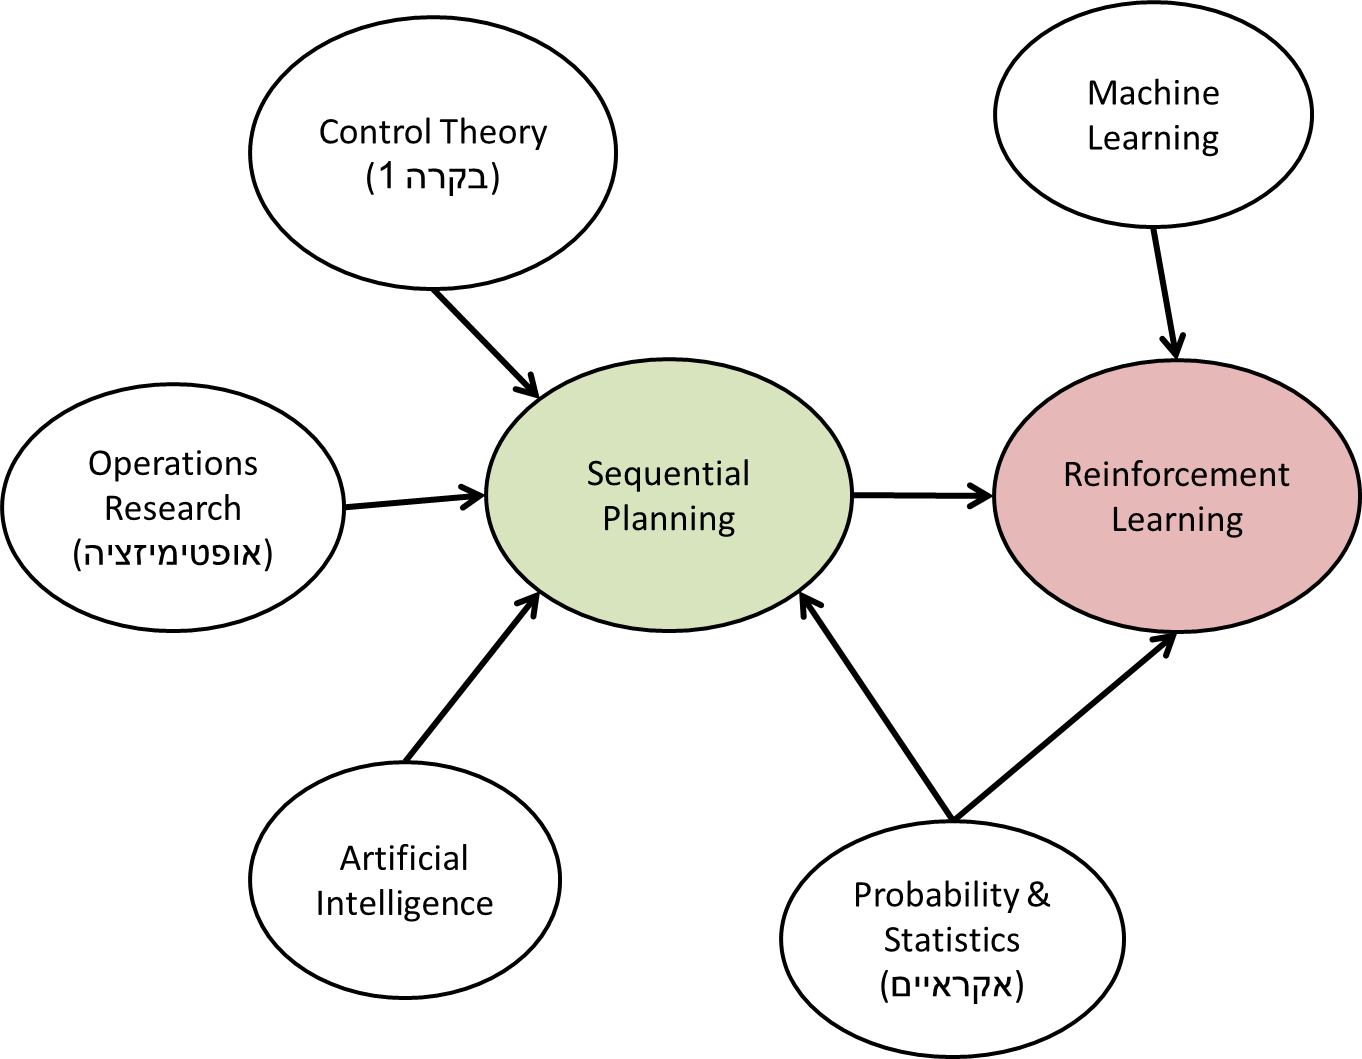 Control Theory
(בקרה 1)
Machine
Learning
Operations
Research
(אופטימיזציה)
Sequential
Planning
Reinforcement
Learning
Artificial
Intelligence
Probability &
Statistics
(אקראיים)